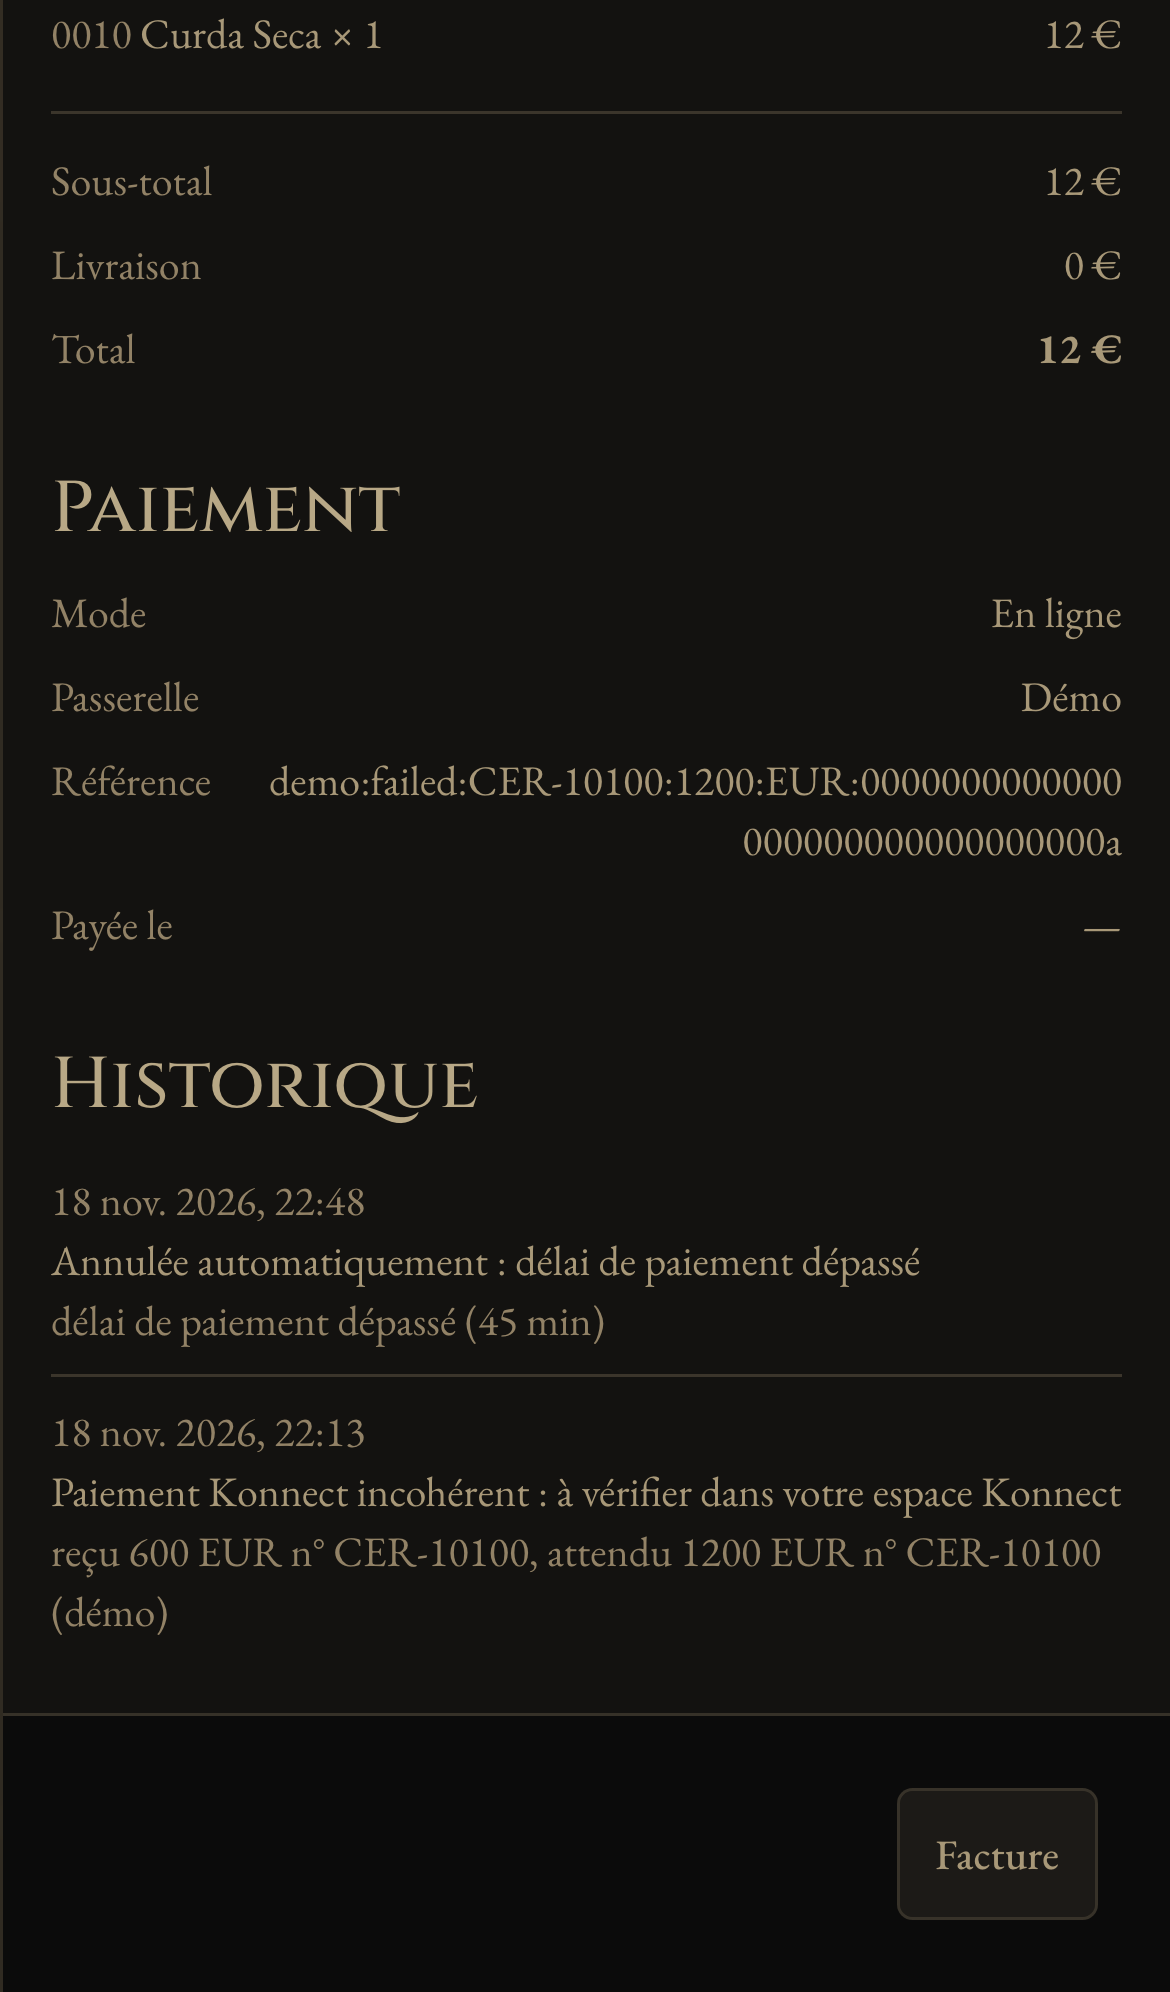 0010 Curda Seca × 1 12 €
Sous-total 12 €
Livraison 0 €
Total 12 €
Paiement
Mode En ligne
Passerelle Démo
Référence demo:failed:CER-10100:1200:EUR:0000000000000
0000000000000000000a
Payée le —
Historique
18 nov. 2026, 22:48
Annulée automatiquement : délai de paiement dépassé
délai de paiement dépassé (45 min)
18 nov. 2026, 22:13
Paiement Konnect incohérent : à vérifier dans votre espace Konnect
reçu 600 EUR n° CER-10100, attendu 1200 EUR n° CER-10100
(démo)
Facture